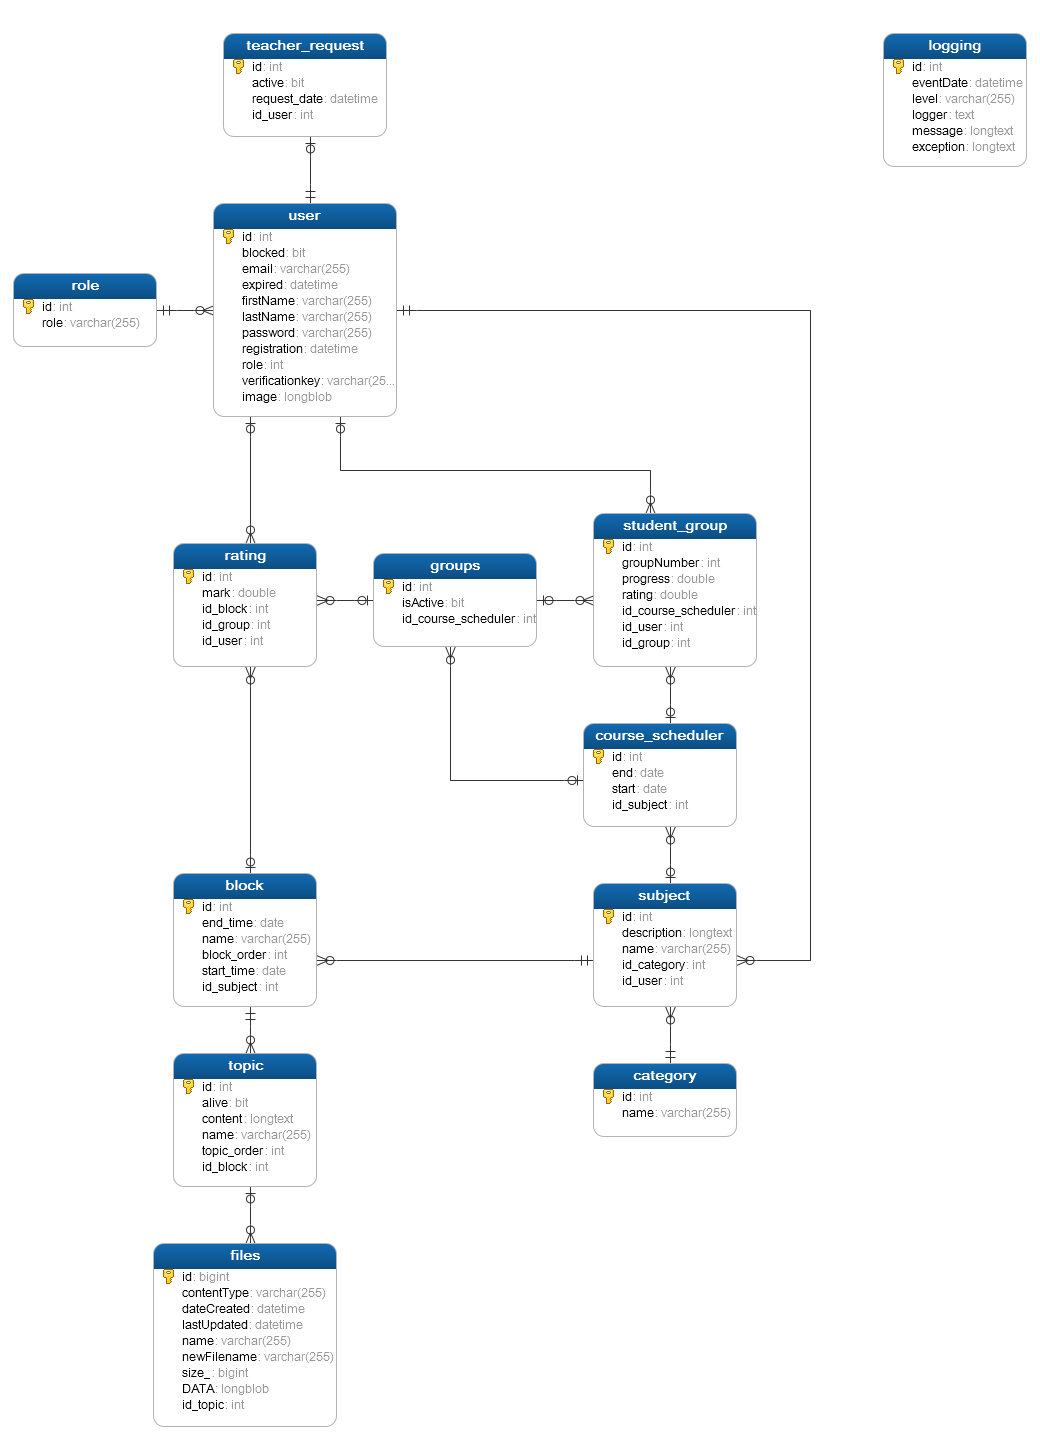 teacher_request
id: int
active: bit
request_date: datetime
id_user: int
logging
id: int
eventDate: datetime
level: varchar(255)
logger: text
message: longtext
exception: longtext
user
id: int
blocked: bit
email: varchar(255)
expired: datetime
firstName: varchar(255)
lastName: varchar(255)
password: varchar(255)
registration: datetime
role: int
verificationkey: varchar(25...
image: longblob
role
id: int
role: varchar(255)
rating
id: int
mark: double
id_block: int
id_group: int
id_user: int
groups
id: int
isActive: bit
id_course_scheduler: int
student_group
id: int
groupNumber: int
progress: double
rating: double
id_course_scheduler: int
id_user: int
id_group: int
course_scheduler
id: int
end: date
start: date
id_subject: int
block
id: int
end_time: date
name: varchar(255)
block_order: int
start_time: date
id_subject: int
subject
id: int
description: longtext
name: varchar(255)
id_category: int
id_user: int
topic
id: int
alive: bit
content: longtext
name: varchar(255)
topic_order: int
id_block: int
category
id: int
name: varchar(255)
files
id: bigint
contentType: varchar(255)
dateCreated: datetime
lastUpdated: datetime
name: varchar(255)
newFilename: varchar(255)
size_: bigint
DATA: longblob
id_topic: int